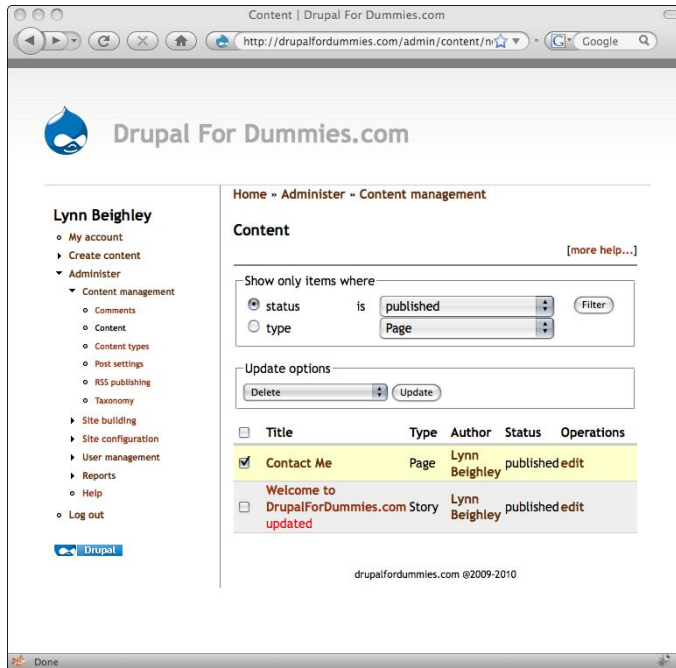 Content | Drupal For Dummies.com
http://drupalfordummies.com/admin/content/n
Google
Drupal For Dummies.com
Lynn Beighley
My account
Create content
Administer
Content management
Comments
Content
Content types
Post settings
RSS publishing
Taxonomy
Site building
Site configuration
User management
Reports
Help
Log out
Drupal
Home » Administer » Content management
Content
[more help...]
Show only items where
status is published Filter
type Page
Update options
Delete Update
Title Type Author Status Operations
Contact Me Page Lynn Beighley published edit
Welcome to
DrupalForDummies.com Story Lynn Beighley published edit
updated
drupalfordummies.com @2009-2010
Done